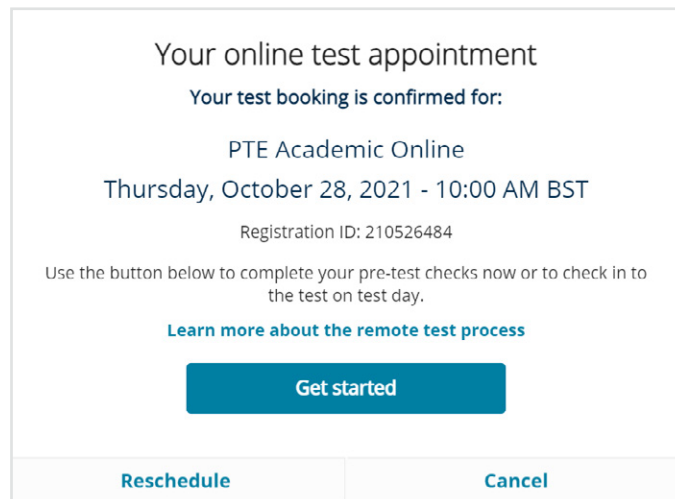 Your online test appointment
Your test booking is confirmed for:
PTE Academic Online
Thursday, October 28, 2021 - 10:00 AM BST
Registration ID: 210526484
Use the button below to complete your pre-test checks now or to check in to
the test on test day.
Learn more about the remote test process
Get started
Reschedule
Cancel